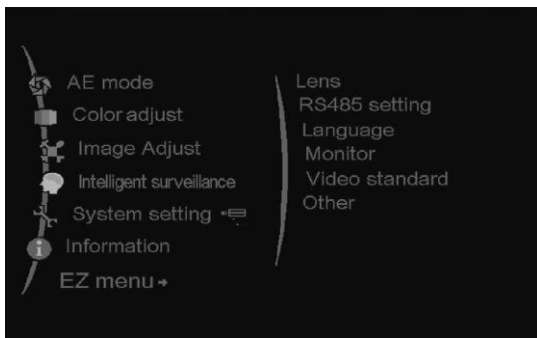 AE mode
Color adjust
Image Adjust
Intelligent surveillance
System setting
Information
EZ menu
Lens
RS485 setting
Language
Monitor
Video standard
Other